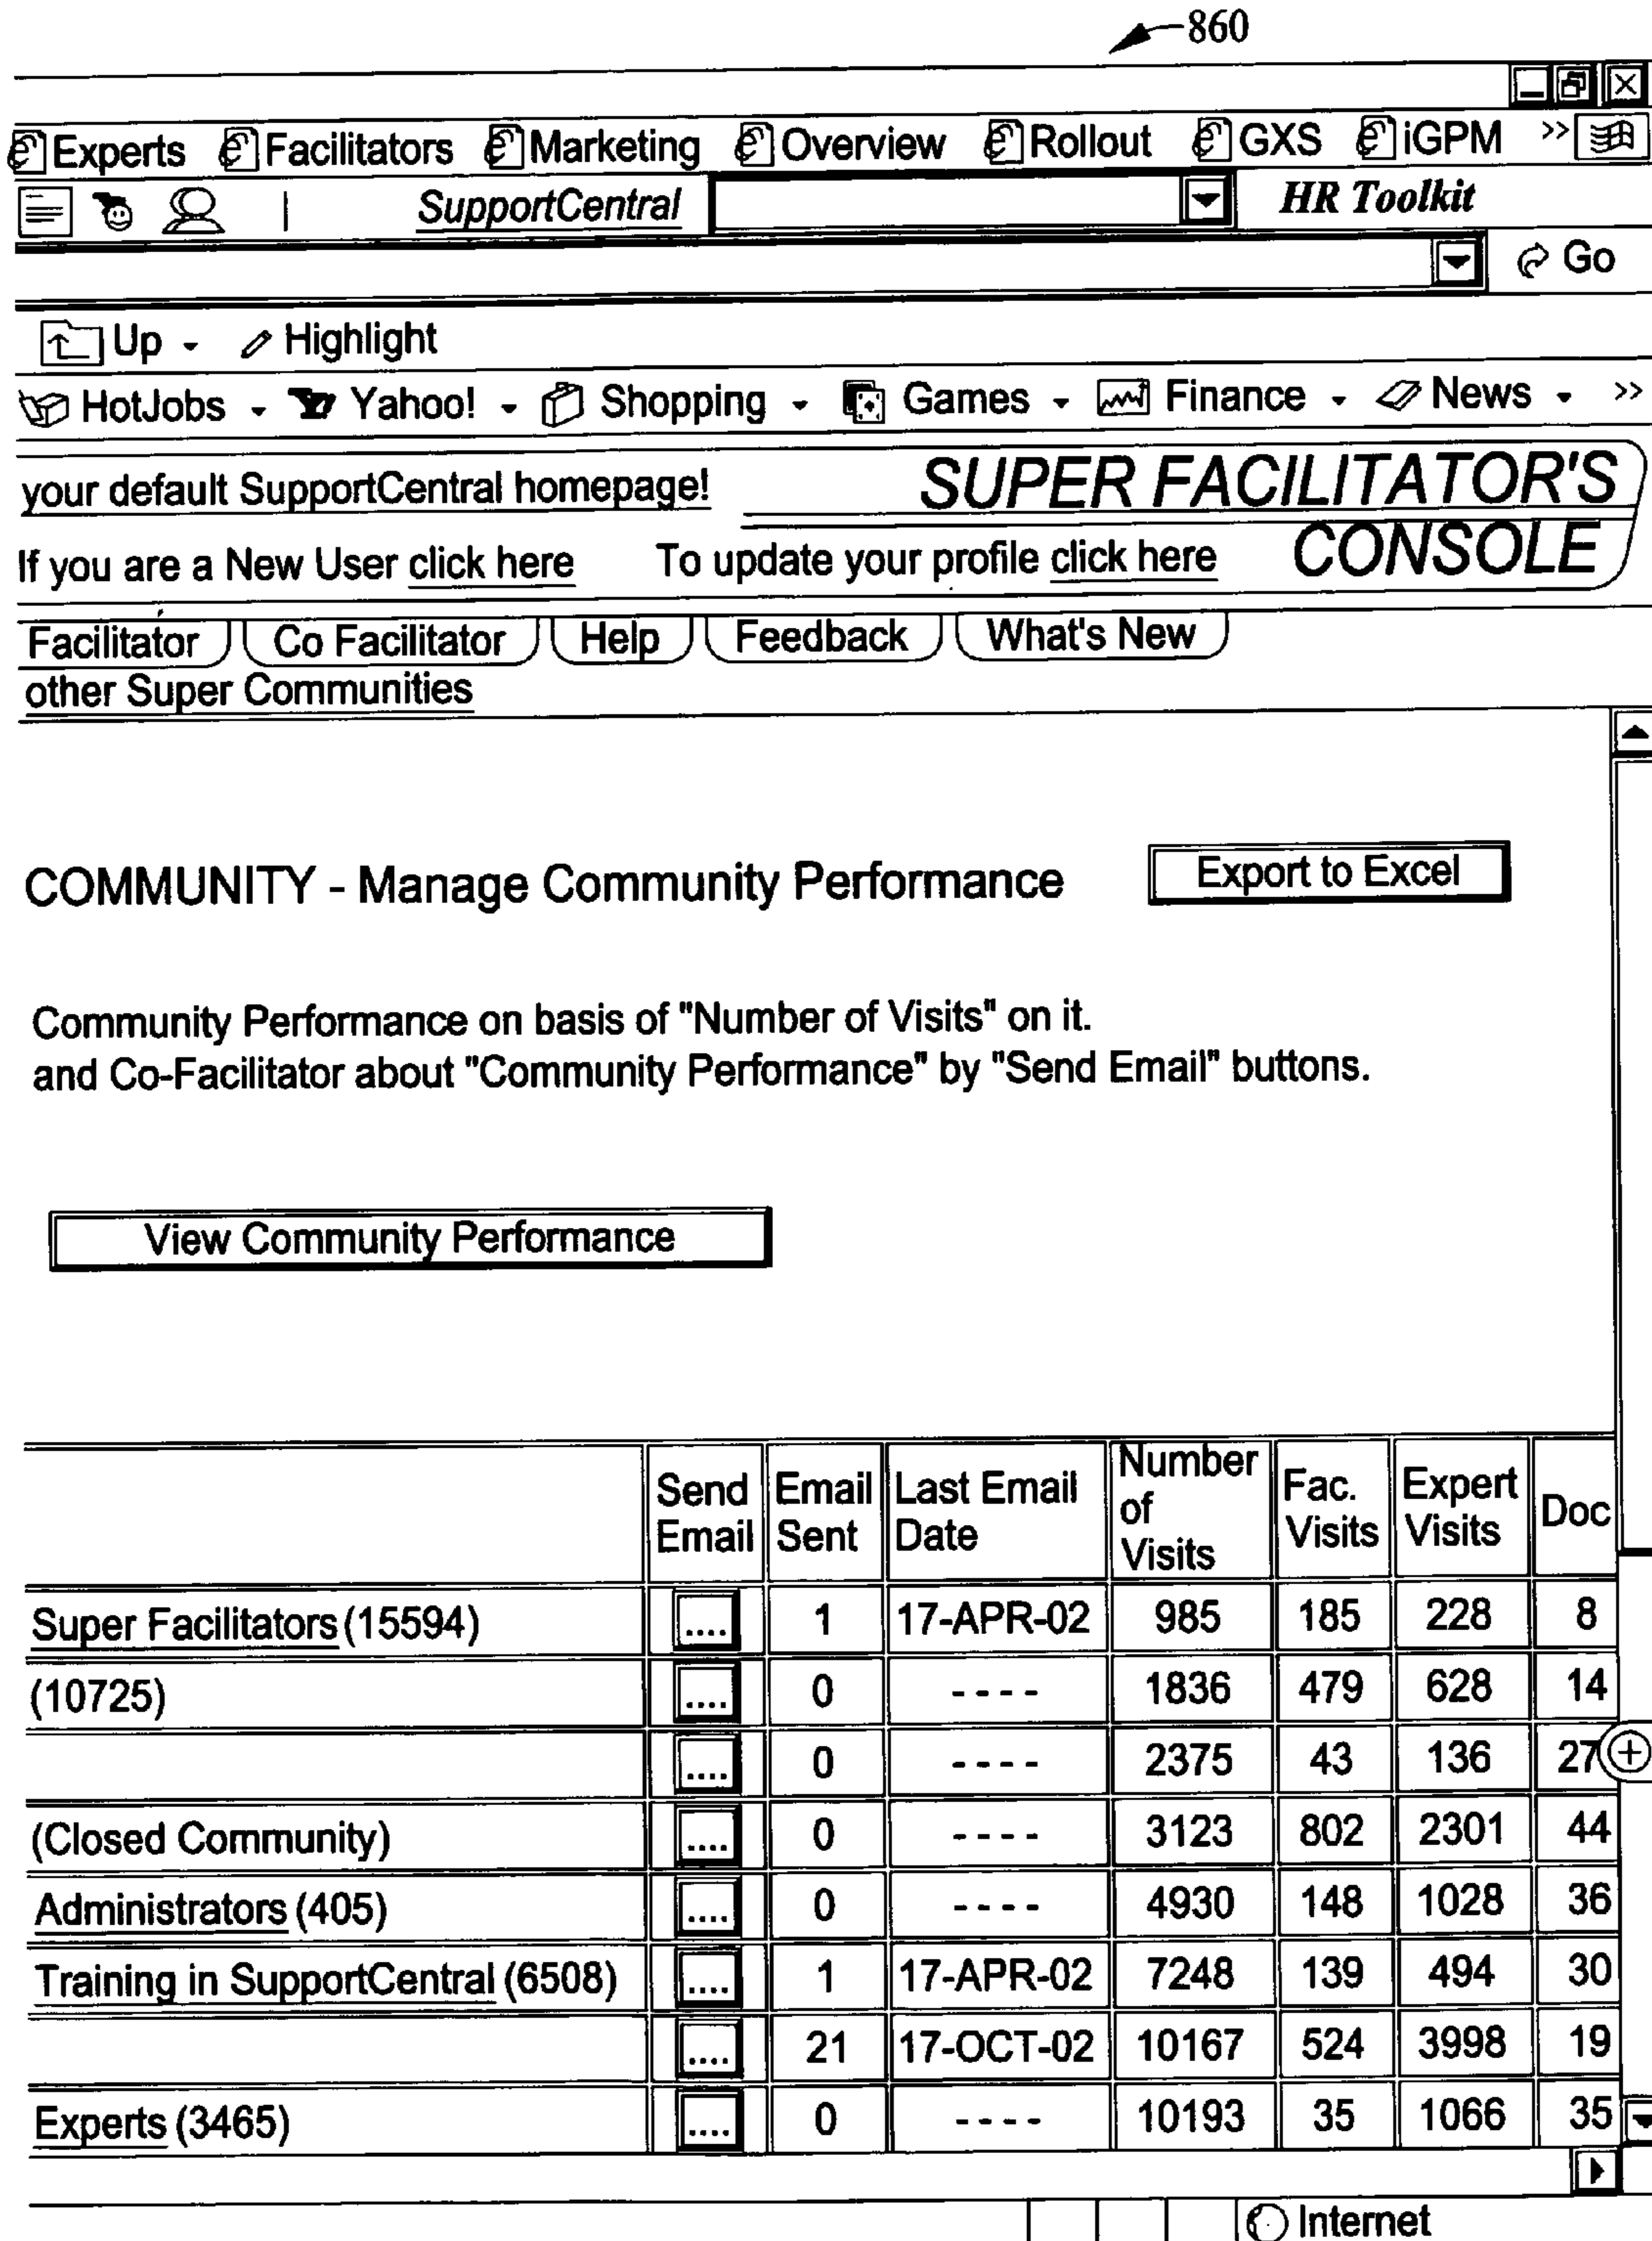 860
Experts Facilitators Marketing Overview Rollout GXS iGPM >>
SupportCentral HR Toolkit
Go
Up - Highlight
HotJobs - Yahoo! - Shopping - Games - Finance - News - >>
your default SupportCentral homepage! SUPER FACILITATOR'S
If you are a New User click here To update your profile click here CONSOLE
Facilitator Co Facilitator Help Feedback What's New
other Super Communities
COMMUNITY - Manage Community Performance Export to Excel
Community Performance on basis of "Number of Visits" on it.
and Co-Facilitator about "Community Performance" by "Send Email" buttons.
View Community Performance
Send Email Email Sent Last Email Date Number of Visits Fac. Visits Expert Visits Doc
Super Facilitators (15594) .... 1 17-APR-02 985 185 228 8
(10725) .... 0 ---- 1836 479 628 14
.... 0 ---- 2375 43 136 27
(Closed Community) .... 0 ---- 3123 802 2301 44
Administrators (405) .... 0 ---- 4930 148 1028 36
Training in SupportCentral (6508) .... 1 17-APR-02 7248 139 494 30
.... 21 17-OCT-02 10167 524 3998 19
Experts (3465) .... 0 ---- 10193 35 1066 35
Internet